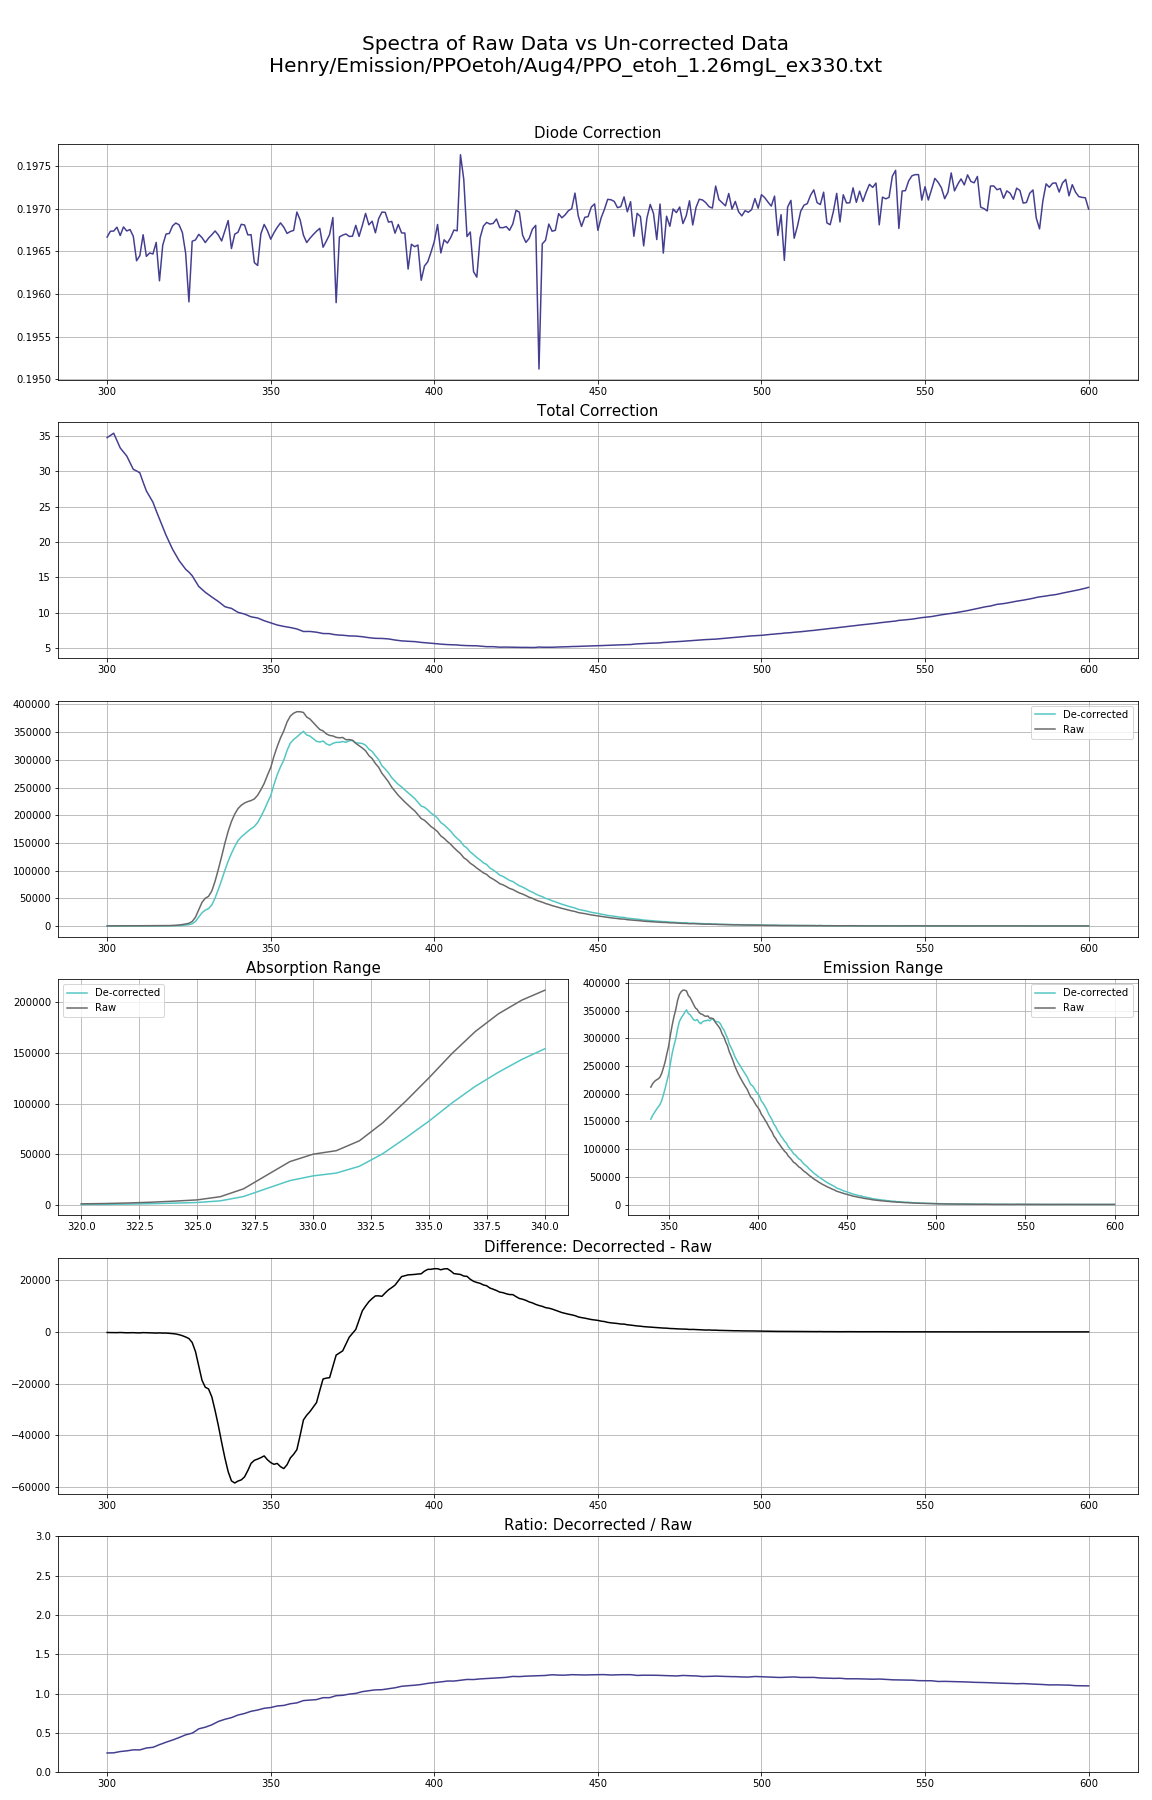 Spectra of Raw Data vs Un-corrected Data
Henry/Emission/PPOetoh/Aug4/PPO_etoh_1.26mgL_ex330.txt
Diode Correction
0.1975
0.1970
0.1965
0.1960
0.1955
0.1950
300 350 400 450 500 550 600
Total Correction
35
30
25
20
15
10
5
300 350 400 450 500 550 600
400000
350000
300000
250000
200000
150000
100000
50000
0
De-corrected
Raw
300 350 400 450 500 550 600
Absorption Range
200000
150000
100000
50000
0
De-corrected
Raw
320.0 322.5 325.0 327.5 330.0 332.5 335.0 337.5 340.0
Emission Range
400000
350000
300000
250000
200000
150000
100000
50000
0
De-corrected
Raw
350 400 450 500 550 600
Difference: Decorrected - Raw
20000
0
−20000
−40000
−60000
300 350 400 450 500 550 600
Ratio: Decorrected / Raw
3.0
2.5
2.0
1.5
1.0
0.5
0.0
300 350 400 450 500 550 600